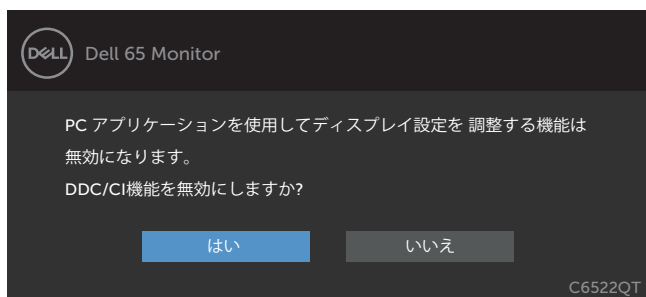 DELL Dell 65 Monitor
PC アプリケーションを使用してディスプレイ設定を 調整する機能は
無効になります。
DDC/CI機能を無効にしますか?
はい いいえ
C6522QT